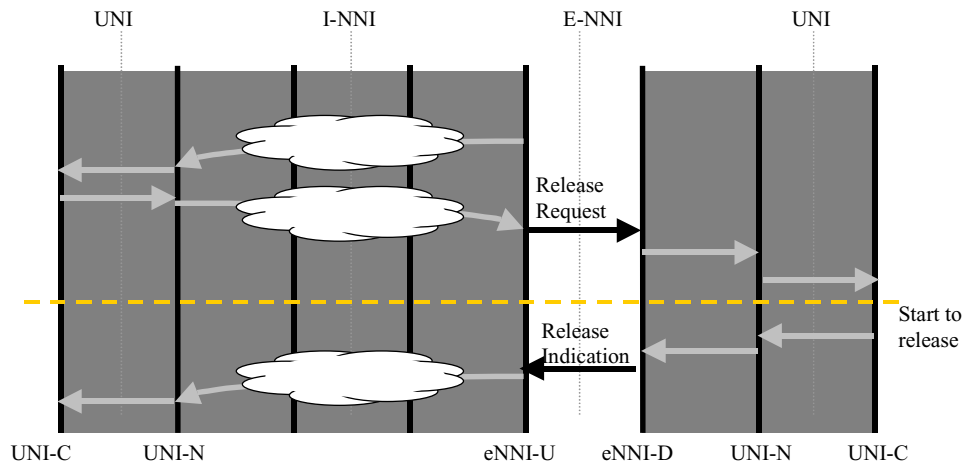 UNI
I-NNI
E-NNI
UNI
Release
Request
Start to
release
Release
Indication
UNI-C
UNI-N
eNNI-U
eNNI-D
UNI-N
UNI-C